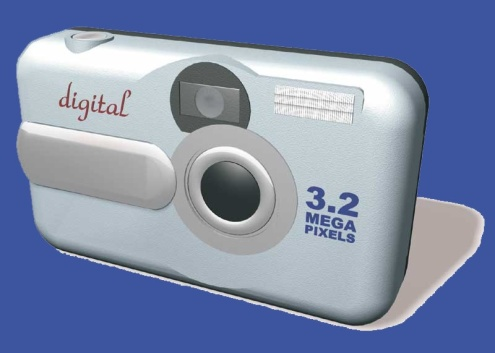 digital
3.2
MEGA
PIXELS